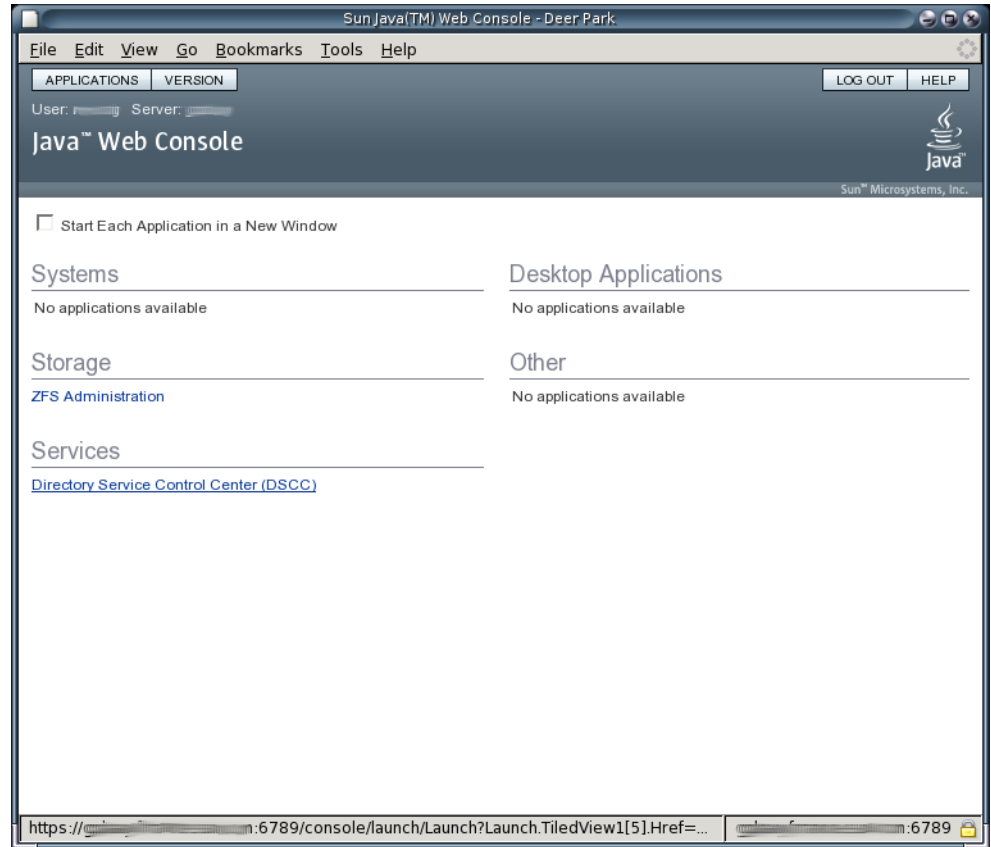 Sun Java(TM) Web Console - Deer Park
File Edit View Go Bookmarks Tools Help
APPLICATIONS VERSION LOG OUT HELP
User: Server:
Java™ Web Console
Java™
Sun™ Microsystems, Inc.
Start Each Application in a New Window
Systems
No applications available
Desktop Applications
No applications available
Storage
ZFS Administration
Other
No applications available
Services
Directory Service Control Center (DSCC)
https:// :6789/console/launch/Launch?Launch.TiledView1[5].Href=... :6789